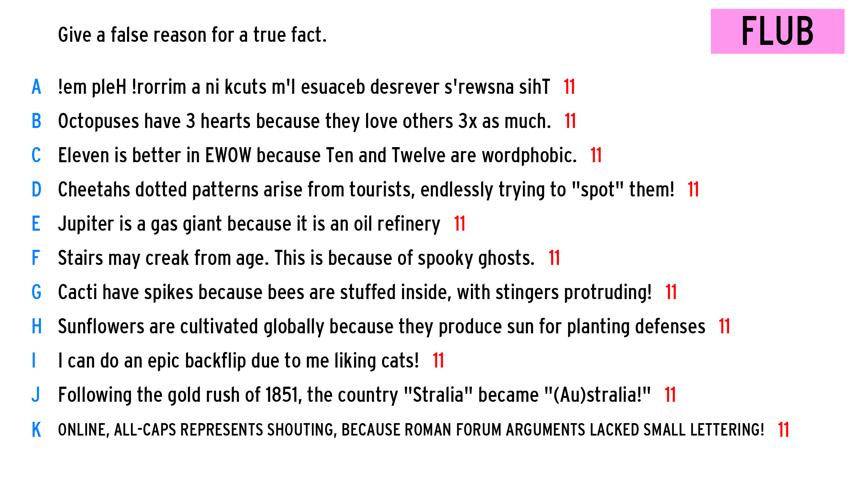 Give a false reason for a true fact.
FLUB
A !em pleH !rorrim a ni kcuts m'I esuaceb desrever s'rewsna sihT 11
B Octopuses have 3 hearts because they love others 3x as much. 11
C Eleven is better in EWOW because Ten and Twelve are wordphobic. 11
D Cheetahs dotted patterns arise from tourists, endlessly trying to "spot" them! 11
E Jupiter is a gas giant because it is an oil refinery 11
F Stairs may creak from age. This is because of spooky ghosts. 11
G Cacti have spikes because bees are stuffed inside, with stingers protruding! 11
H Sunflowers are cultivated globally because they produce sun for planting defenses 11
I I can do an epic backflip due to me liking cats! 11
J Following the gold rush of 1851, the country "Stralia" became "(Au)stralia!" 11
K ONLINE, ALL-CAPS REPRESENTS SHOUTING, BECAUSE ROMAN FORUM ARGUMENTS LACKED SMALL LETTERING! 11